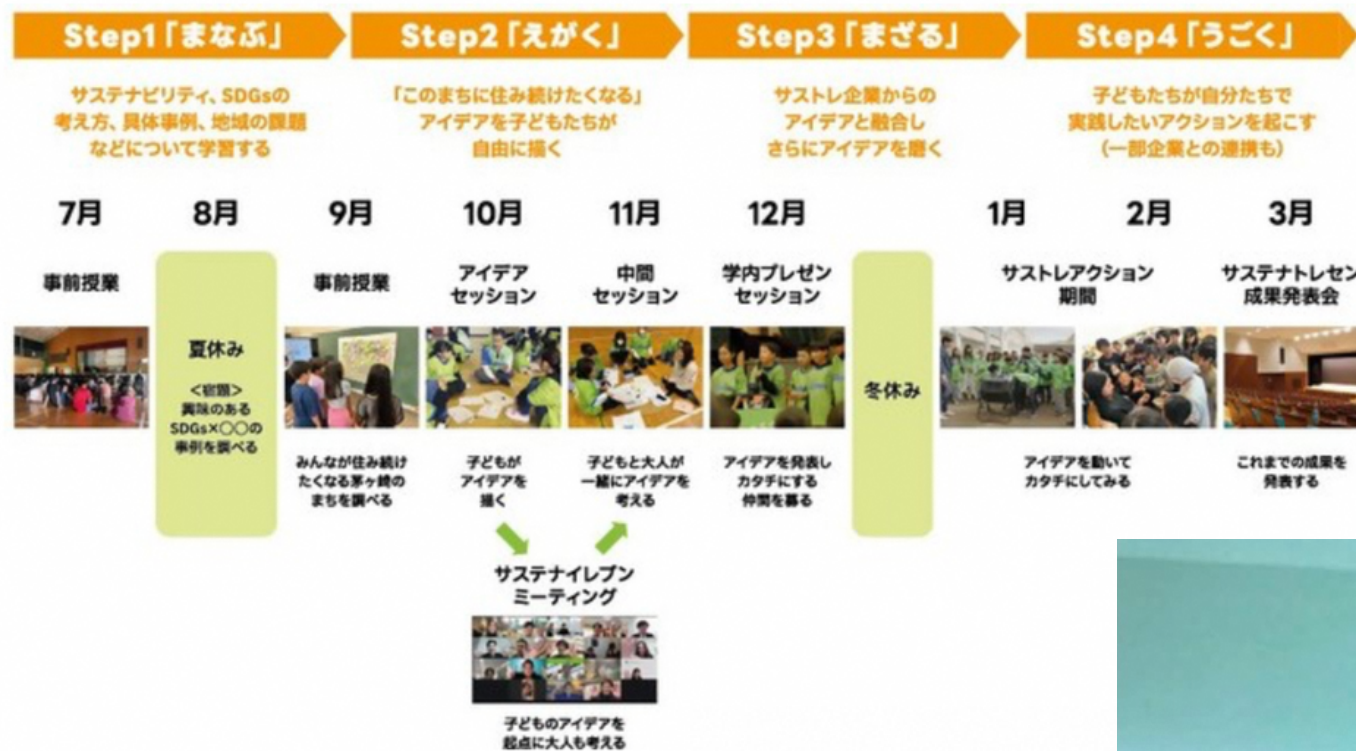 Step1「まなぶ」
Step2「えがく」
Step3「まざる」
Step4「うごく」
サステナビリティ、SDGsの
考え方、具体事例、地域の課題
などについて学習する
「このまちに住み続けたくなる」
アイデアを子どもたちが
自由に描く
サストレ企業からの
アイデアと融合し
さらにアイデアを磨く
子どもたちが自分たちで
実践したいアクションを起こす
(一部企業との連携も)
7月
8月
9月
10月
11月
12月
1月
2月
3月
事前授業
夏休み
<宿題>
興味のある
SDGs×〇〇の
事例を調べる
事前授業
みんなが住み続け
たくなる茅ヶ崎の
まちを調べる
アイデア
セッション
子どもが
アイデアを
描く
中間
セッション
子どもと大人が
一緒にアイデアを
考える
サステナイレブン
ミーティング
子どものアイデアを
起点に大人も考える
学内プレゼン
セッション
アイデアを発表し
カタチにする
仲間を募る
冬休み
サストレアクション
期間
アイデアを動いて
カタチにしてみる
サステナトレセン
成果発表会
これまでの成果を
発表する